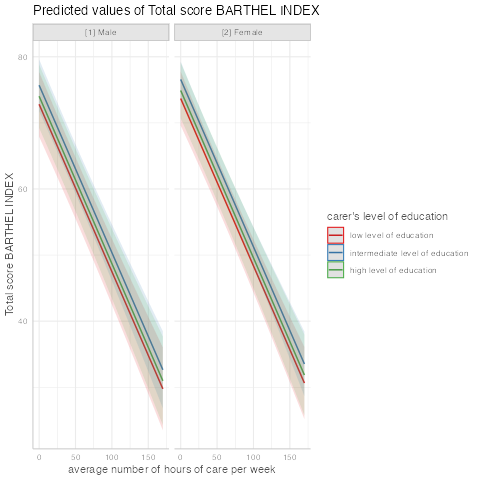 Predicted values of Total score BARTHEL INDEX
[1] Male
[2] Female
80
60
40
Total score BARTHEL INDEX
0 50 100 150
0 50 100 150
average number of hours of care per week
carer's level of education
low level of education
intermediate level of education
high level of education